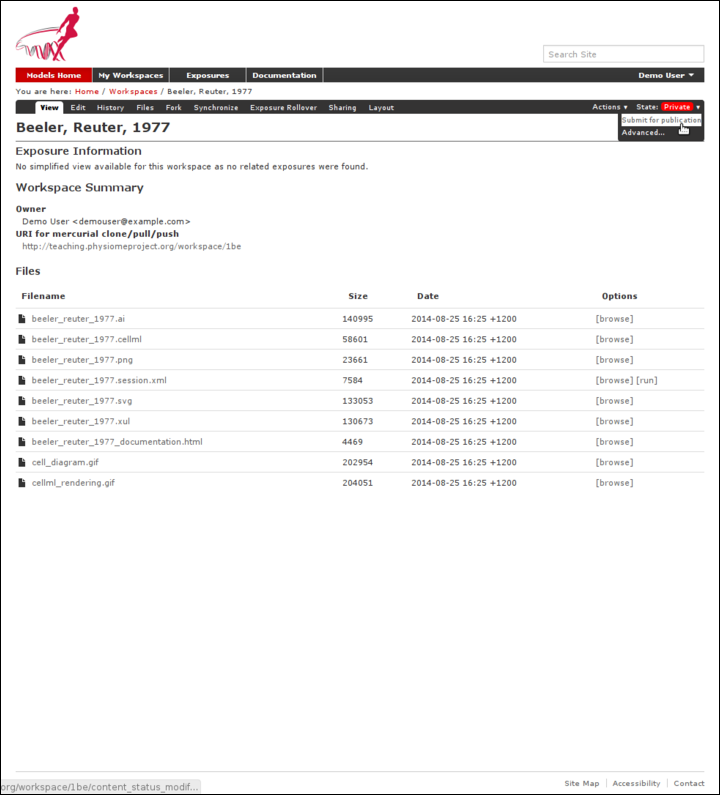 Search Site
Models Home My Workspaces Exposures Documentation Demo User ▼
You are here: Home / Workspaces / Beeler, Reuter, 1977
View Edit History Files Fork Synchronize Exposure Rollover Sharing Layout Actions ▼ State: Private ▼
Submit for publication
Advanced...
Beeler, Reuter, 1977
Exposure Information
No simplified view available for this workspace as no related exposures were found.
Workspace Summary
Owner
Demo User <demouser@example.com>
URI for mercurial clone/pull/push
http://teaching.physiomeproject.org/workspace/1be
Files
Filename Size Date Options
beeler_reuter_1977.ai 140995 2014-08-25 16:25 +1200 [browse]
beeler_reuter_1977.cellml 58601 2014-08-25 16:25 +1200 [browse]
beeler_reuter_1977.png 23661 2014-08-25 16:25 +1200 [browse]
beeler_reuter_1977.session.xml 7584 2014-08-25 16:25 +1200 [browse] [run]
beeler_reuter_1977.svg 133053 2014-08-25 16:25 +1200 [browse]
beeler_reuter_1977.xul 130673 2014-08-25 16:25 +1200 [browse]
beeler_reuter_1977_documentation.html 4469 2014-08-25 16:25 +1200 [browse]
cell_diagram.gif 202954 2014-08-25 16:25 +1200 [browse]
cellml_rendering.gif 204051 2014-08-25 16:25 +1200 [browse]
Site Map Accessibility Contact
org/workspace/1be/content_status_modif...